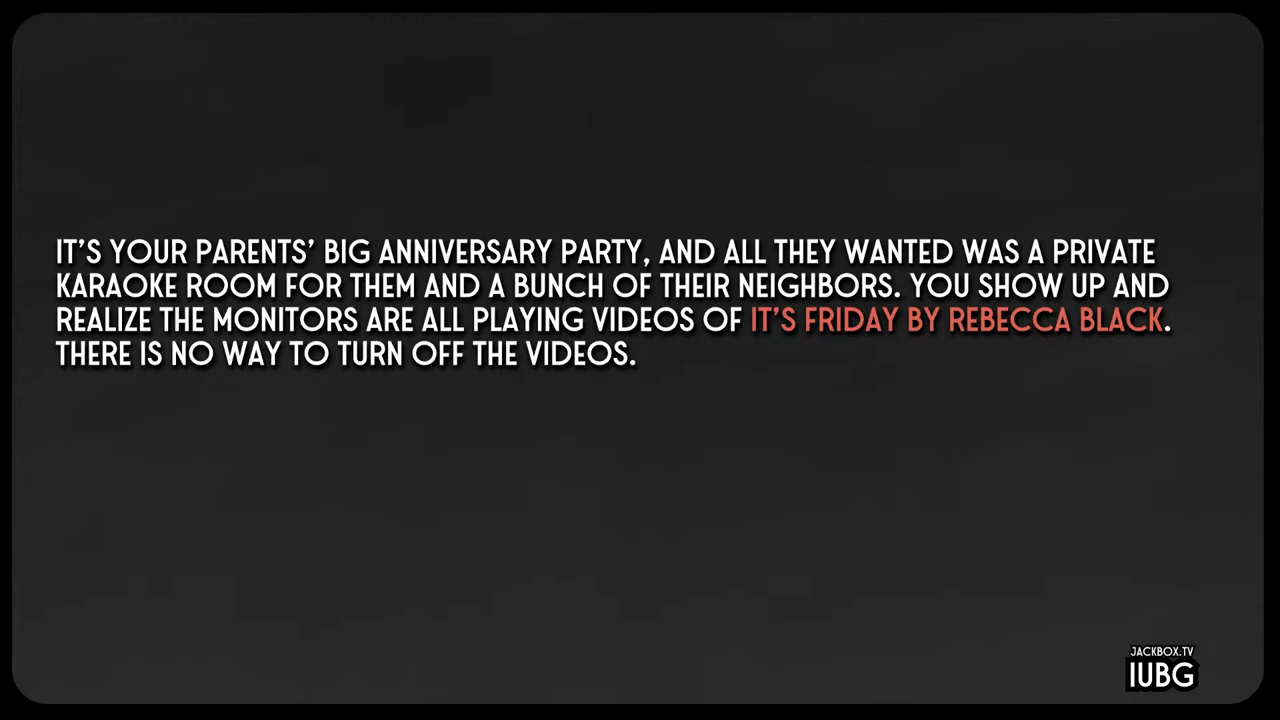 IT'S YOUR PARENTS' BIG ANNIVERSARY PARTY, AND ALL THEY WANTED WAS A PRIVATE
KARAOKE ROOM FOR THEM AND A BUNCH OF THEIR NEIGHBORS. YOU SHOW UP AND
REALIZE THE MONITORS ARE ALL PLAYING VIDEOS OF IT'S FRIDAY BY REBECCA BLACK.
THERE IS NO WAY TO TURN OFF THE VIDEOS.
JACKBOX.TV
IUBG